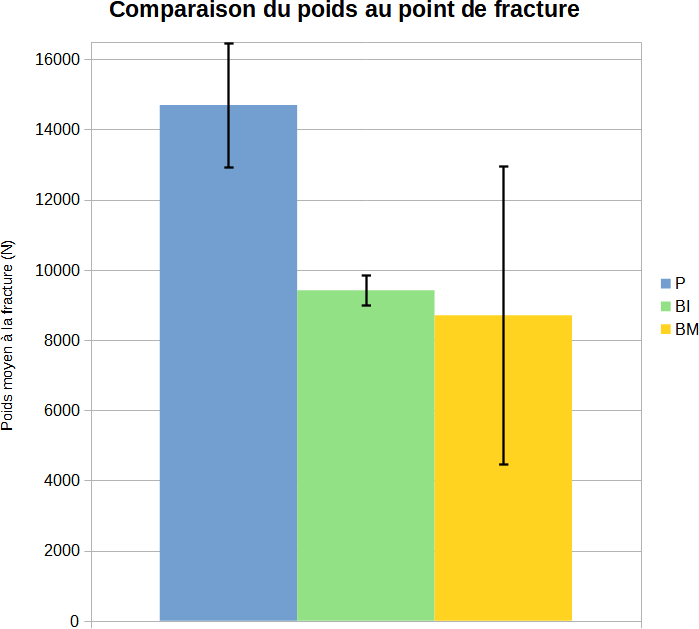 Comparaison du poids au point de fracture
Poids moyen à la fracture (N)
16000
14000
12000
10000
8000
6000
4000
2000
0
P
BI
BM